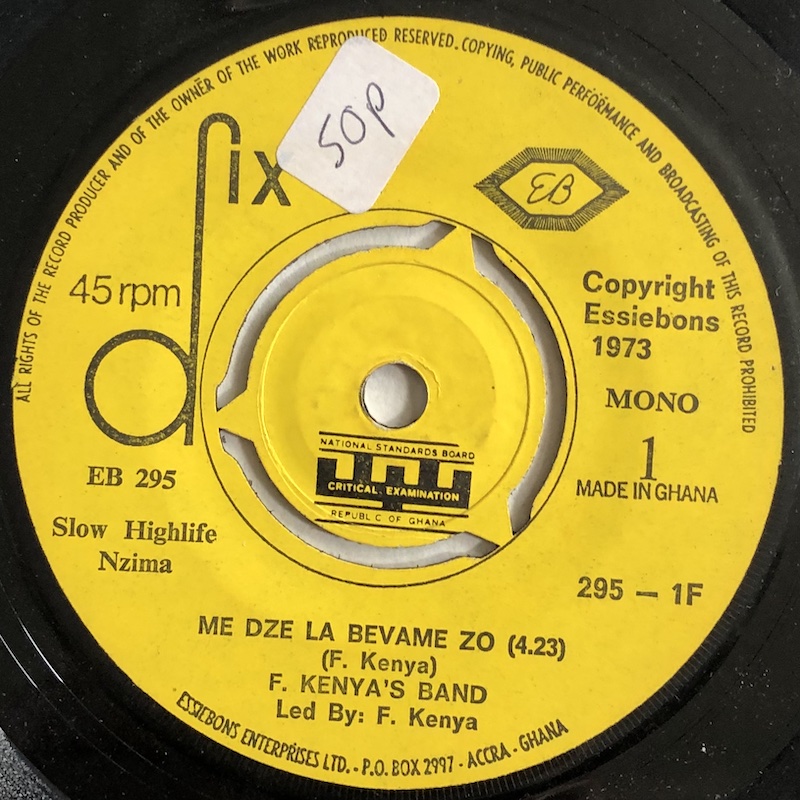 ALL RIGHTS OF THE RECORD PRODUCER AND OF THE OWNER OF THE WORK REPRODUCED RESERVED. COPYING, PUBLIC PERFORMANCE AND BROADCASTING OF THIS RECORD PROHIBITED
50p
dix
EB
45 rpm
Copyright
Essiebons
1973
MONO
1
MADE IN GHANA
NATIONAL STANDARDS BOARD
CRITICAL EXAMINATION
REPUBLIC OF GHANA
EB 295
Slow Highlife
Nzima
295 — 1F
ME DZE LA BEVAME ZO (4.23)
(F. Kenya)
F. KENYA'S BAND
Led By: F. Kenya
ESSIEBONS ENTERPRISES LTD. - P.O. BOX 2997 - ACCRA - GHANA